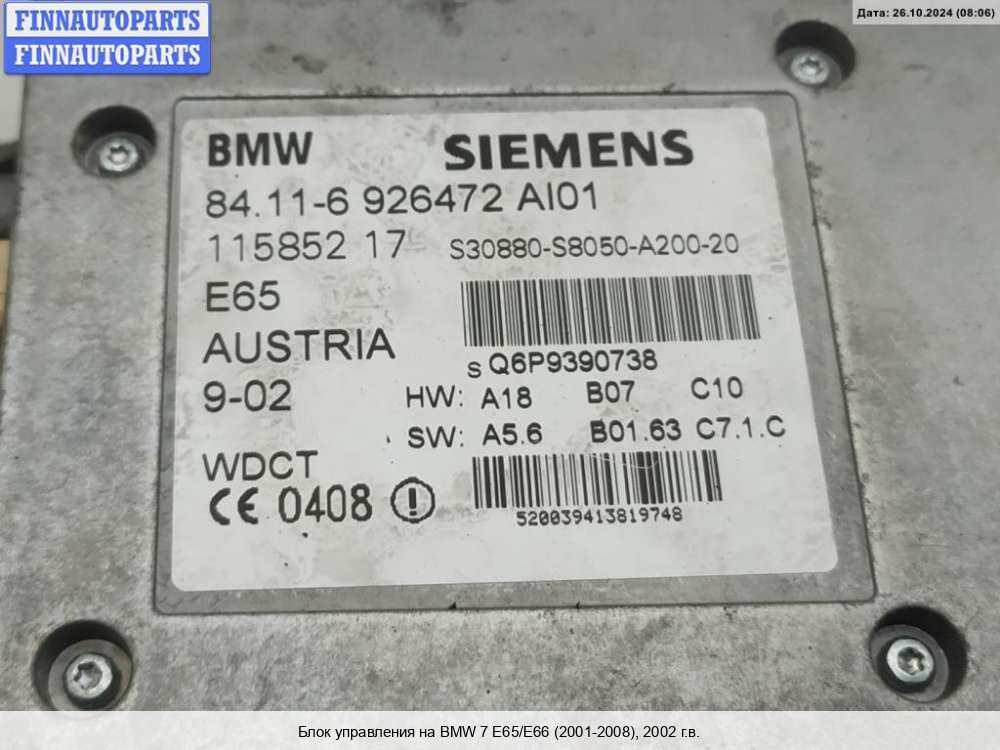 FINNAUTOPARTS
FINNAUTOPARTS
Дата: 26.10.2024 (08:06)
BMW SIEMENS
84.11-6 926472 AI01
115852 17 S30880-S8050-A200-20
E65
AUSTRIA
S Q6P9390738
9-02 HW: A18 B07 C10
SW: A5.6 B01.63 C7.1.C
WDCT
CE 0408
520039413819748
Блок управления на BMW 7 E65/E66 (2001-2008), 2002 г.в.